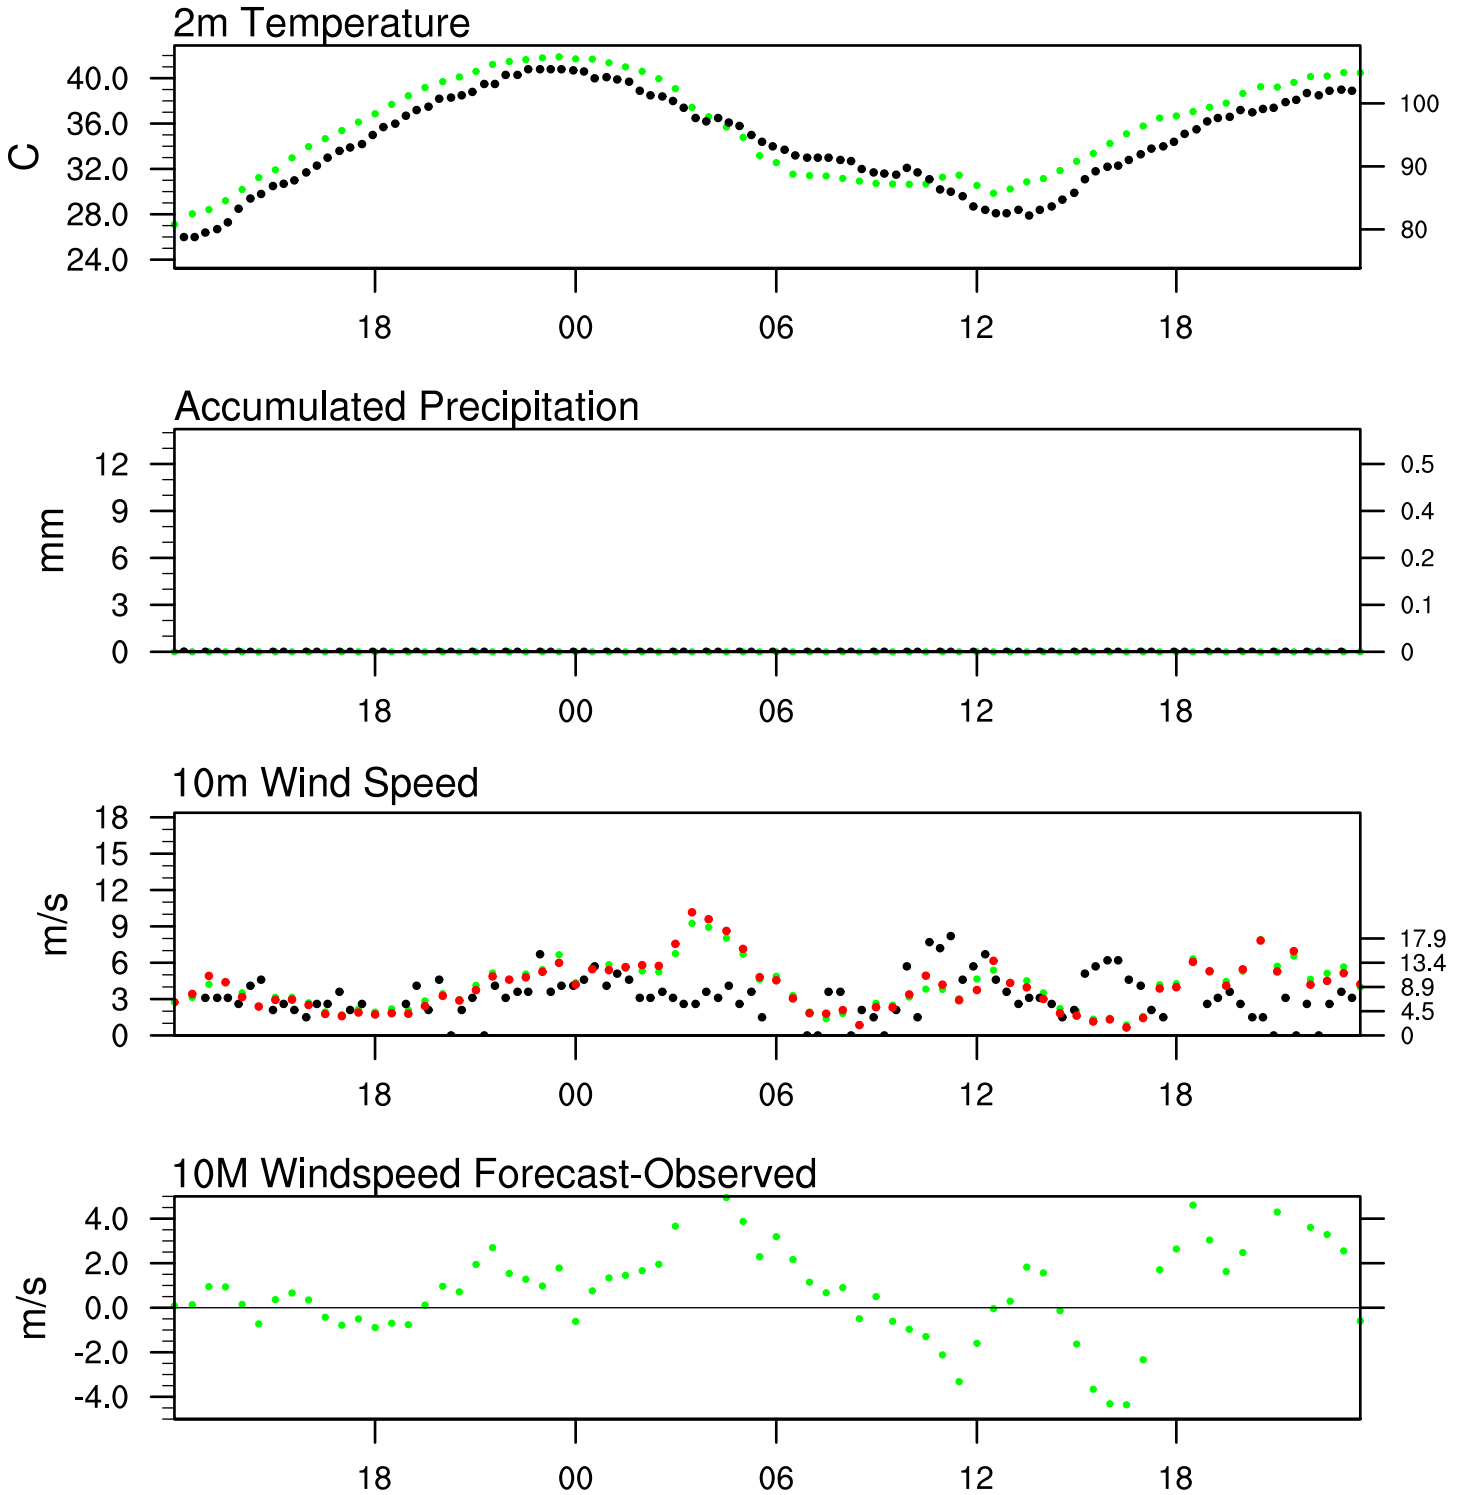 2m Temperature
40.0
36.0
32.0
28.0
24.0
C
100
90
80
18 00 06 12 18
Accumulated Precipitation
12
9
6
3
0
mm
0.5
0.4
0.2
0.1
0
18 00 06 12 18
10m Wind Speed
18
15
12
9
6
3
0
m/s
17.9
13.4
8.9
4.5
0
18 00 06 12 18
10M Windspeed Forecast-Observed
4.0
2.0
0.0
-2.0
-4.0
m/s
18 00 06 12 18